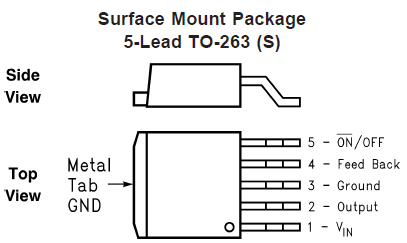 Surface Mount Package
5-Lead TO-263 (S)
Side
View
Top
View
Metal
Tab
GND
5 - O̅N̅/OFF
4 - Feed Back
3 - Ground
2 - Output
1 - VIN